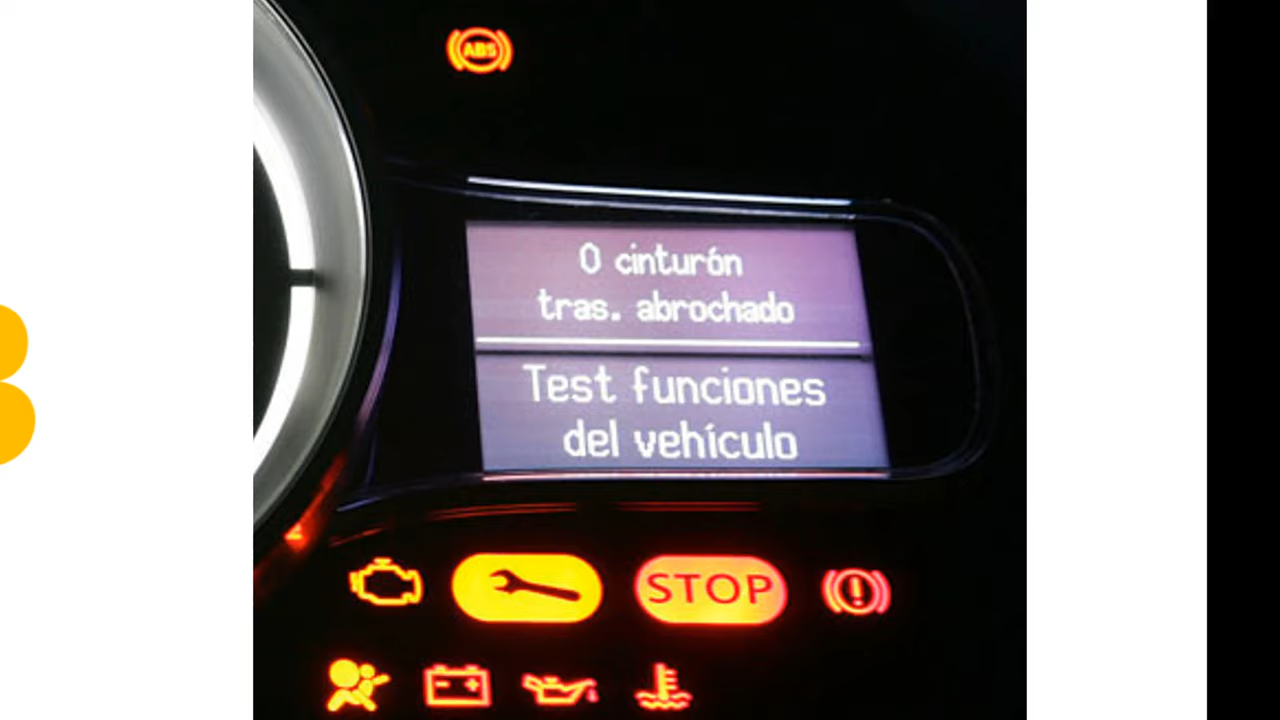 ABS
0 cinturón
tras. abrochado
Test funciones
del vehículo
STOP